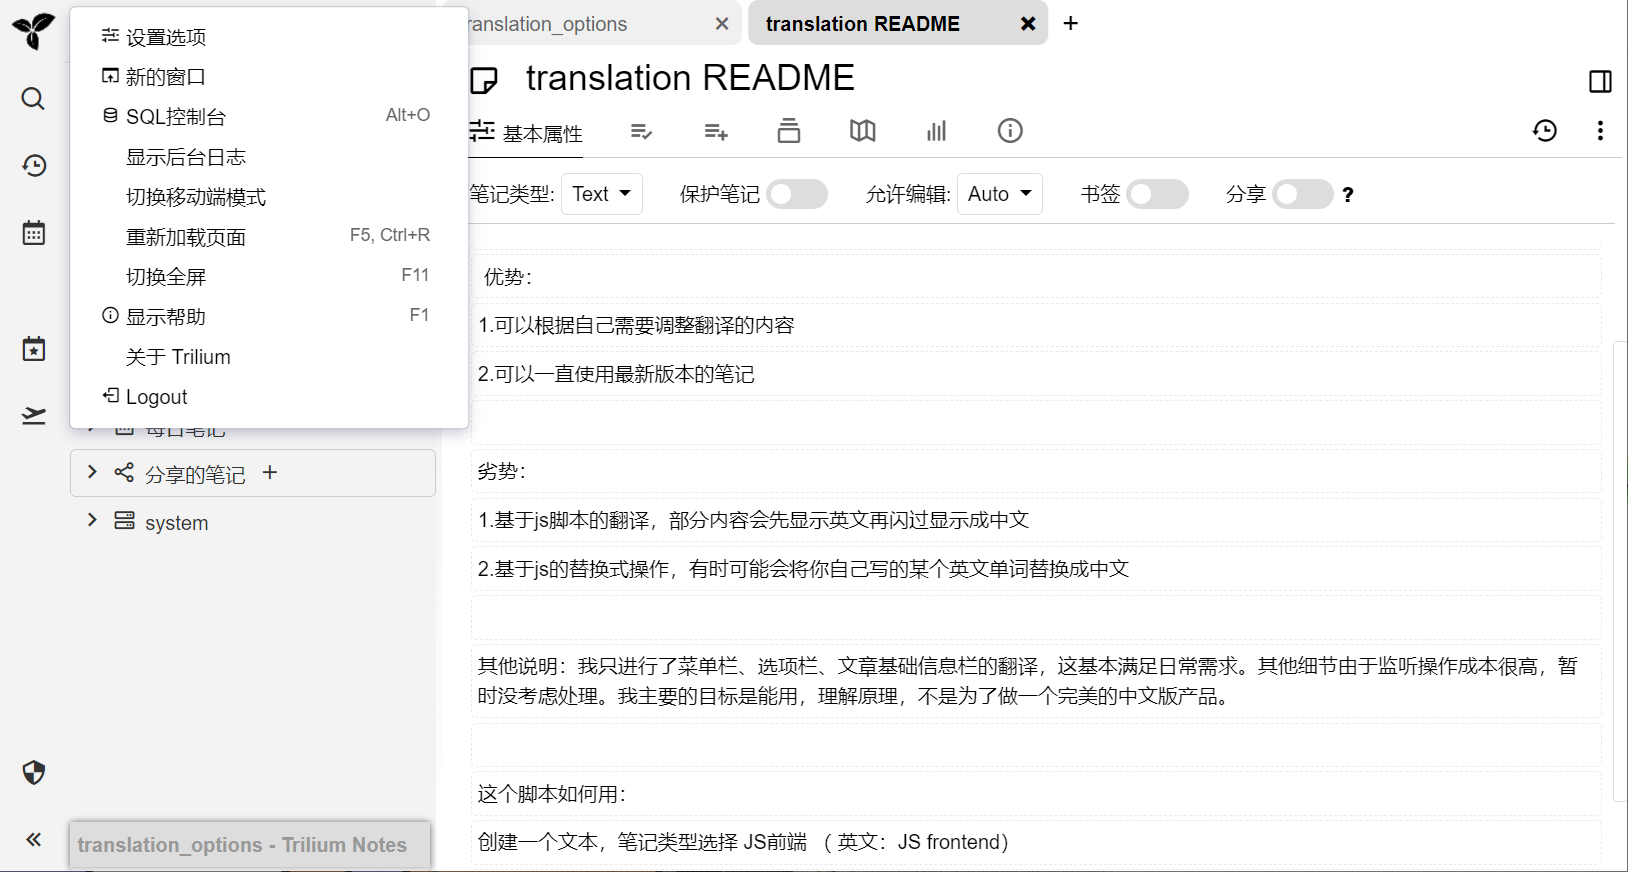 设置选项
新的窗口
SQL控制台 Alt+O
显示后台日志
切换移动端模式
重新加载页面 F5, Ctrl+R
切换全屏 F11
显示帮助 F1
关于 Trilium
Logout
每日笔记
分享的笔记 +
system
translation_options - Trilium Notes
ranslation_options
translation README
translation README
基本属性
笔记类型: Text 保护笔记 允许编辑: Auto 书签 分享 ?
优势：
1.可以根据自己需要调整翻译的内容
2.可以一直使用最新版本的笔记
劣势：
1.基于js脚本的翻译，部分内容会先显示英文再闪过显示成中文
2.基于js的替换式操作，有时可能会将你自己写的某个英文单词替换成中文
其他说明：我只进行了菜单栏、选项栏、文章基础信息栏的翻译，这基本满足日常需求。其他细节由于监听操作成本很高，暂
时没考虑处理。我主要的目标是能用，理解原理，不是为了做一个完美的中文版产品。
这个脚本如何用：
创建一个文本，笔记类型选择 JS前端 （ 英文：JS frontend）